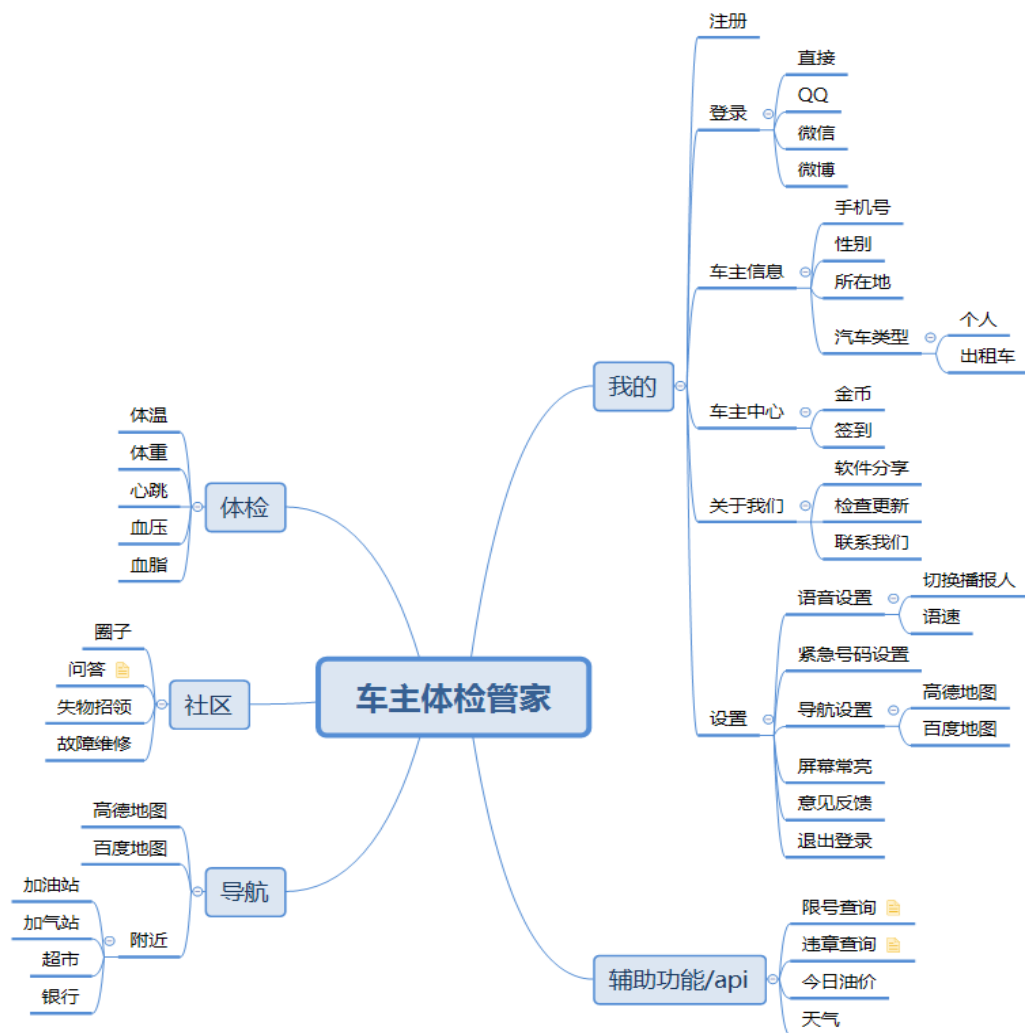 车主体检管家
我的
注册
登录
直接
QQ
微信
微博
车主信息
手机号
性别
所在地
汽车类型
个人
出租车
车主中心
金币
签到
关于我们
软件分享
检查更新
联系我们
设置
语音设置
切换播报人
语速
紧急号码设置
导航设置
高德地图
百度地图
屏幕常亮
意见反馈
退出登录
辅助功能/api
限号查询
违章查询
今日油价
天气
体检
体温
体重
心跳
血压
血脂
社区
圈子
问答
失物招领
故障维修
导航
高德地图
百度地图
附近
加油站
加气站
超市
银行